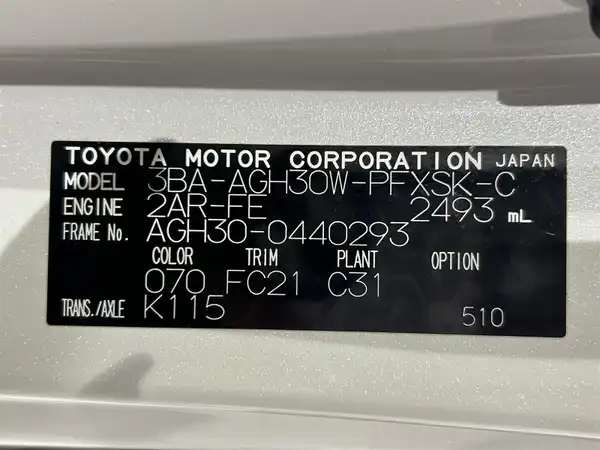 TOYOTA MOTOR CORPORATION JAPAN
MODEL 3BA-AGH30W-PFXSK-C
ENGINE 2AR-FE 2493 mL
FRAME No. AGH30-0440293
COLOR TRIM PLANT OPTION
070 FC21 C31
TRANS./AXLE K115 510